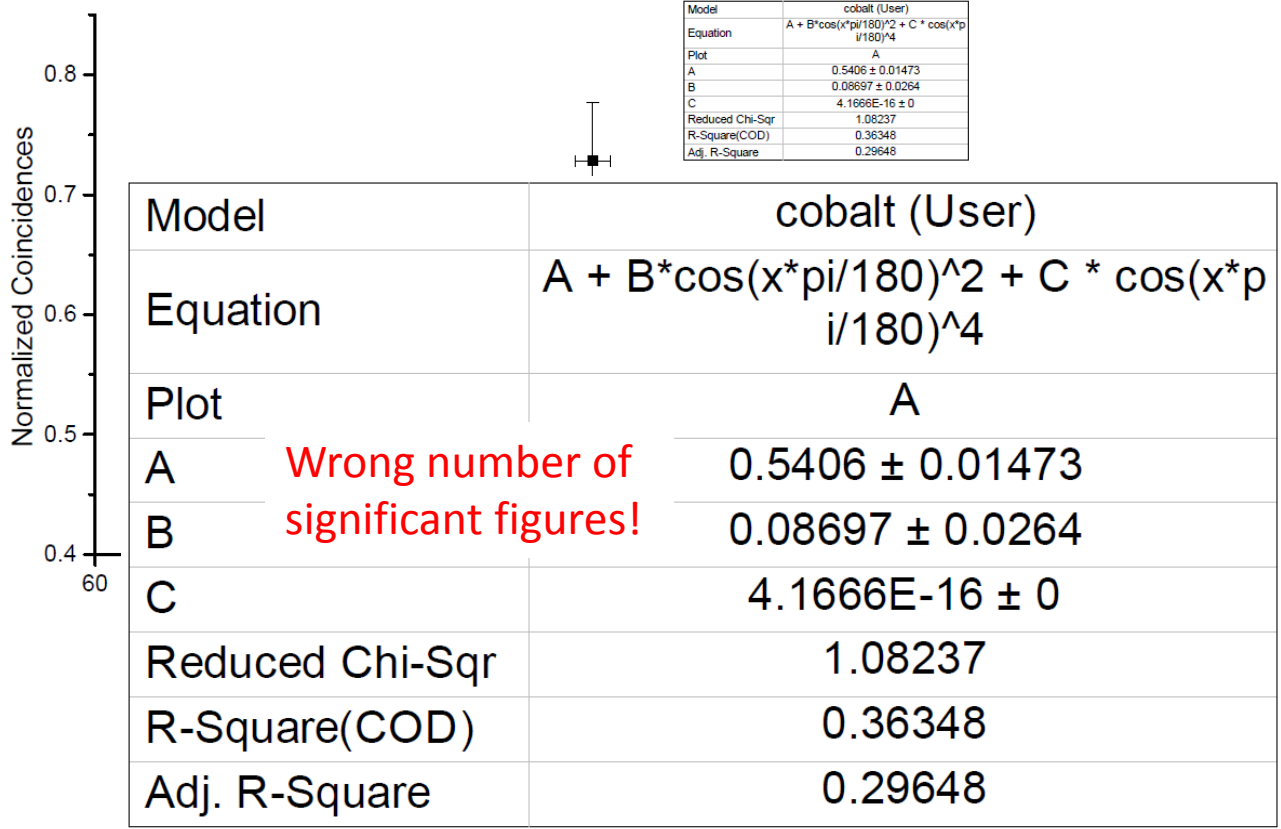 Model cobalt (User)
Equation A + B*cos(x*pi/180)^2 + C * cos(x*p
i/180)^4
Plot A
A 0.5406 ± 0.01473
B 0.08697 ± 0.0264
C 4.1666E-16 ± 0
Reduced Chi-Sqr 1.08237
R-Square(COD) 0.36348
Adj. R-Square 0.29648
Normalized Coincidences
0.8
0.7
0.6
0.5
0.4
60
Model cobalt (User)
Equation A + B*cos(x*pi/180)^2 + C * cos(x*p
i/180)^4
Plot A
A 0.5406 ± 0.01473
B 0.08697 ± 0.0264
C 4.1666E-16 ± 0
Reduced Chi-Sqr 1.08237
R-Square(COD) 0.36348
Adj. R-Square 0.29648
Wrong number of
significant figures!